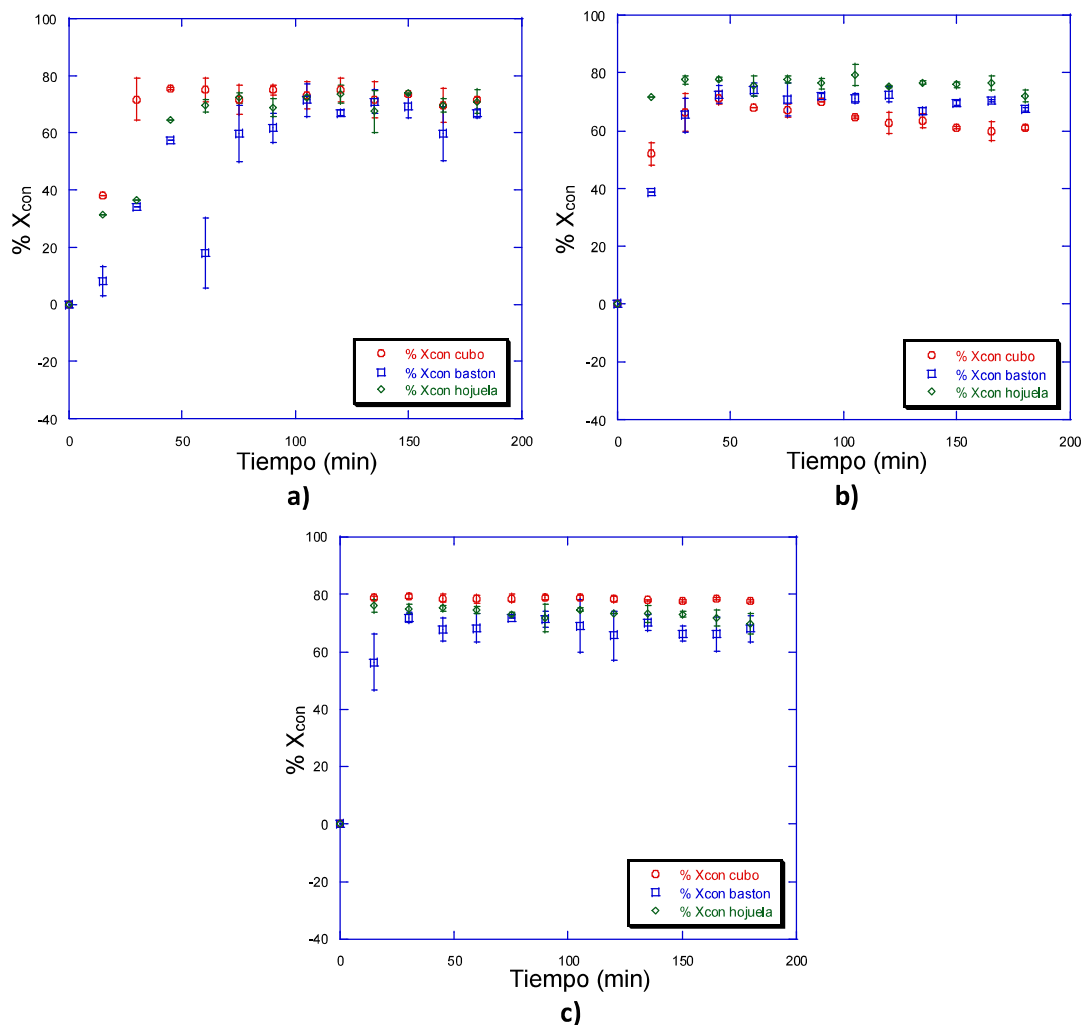 100
80
60
40
20
0
-20
-40
% Xcon
0
50
100
150
200
Tiempo (min)
% Xcon cubo
% Xcon baston
% Xcon hojuela
a)
100
80
60
40
20
0
-20
-40
% Xcon
0
50
100
150
200
Tiempo (min)
% Xcon cubo
% Xcon baston
% Xcon hojuela
b)
100
80
60
40
20
0
-20
-40
% Xcon
0
50
100
150
200
Tiempo (min)
% Xcon cubo
% Xcon baston
% Xcon hojuela
c)